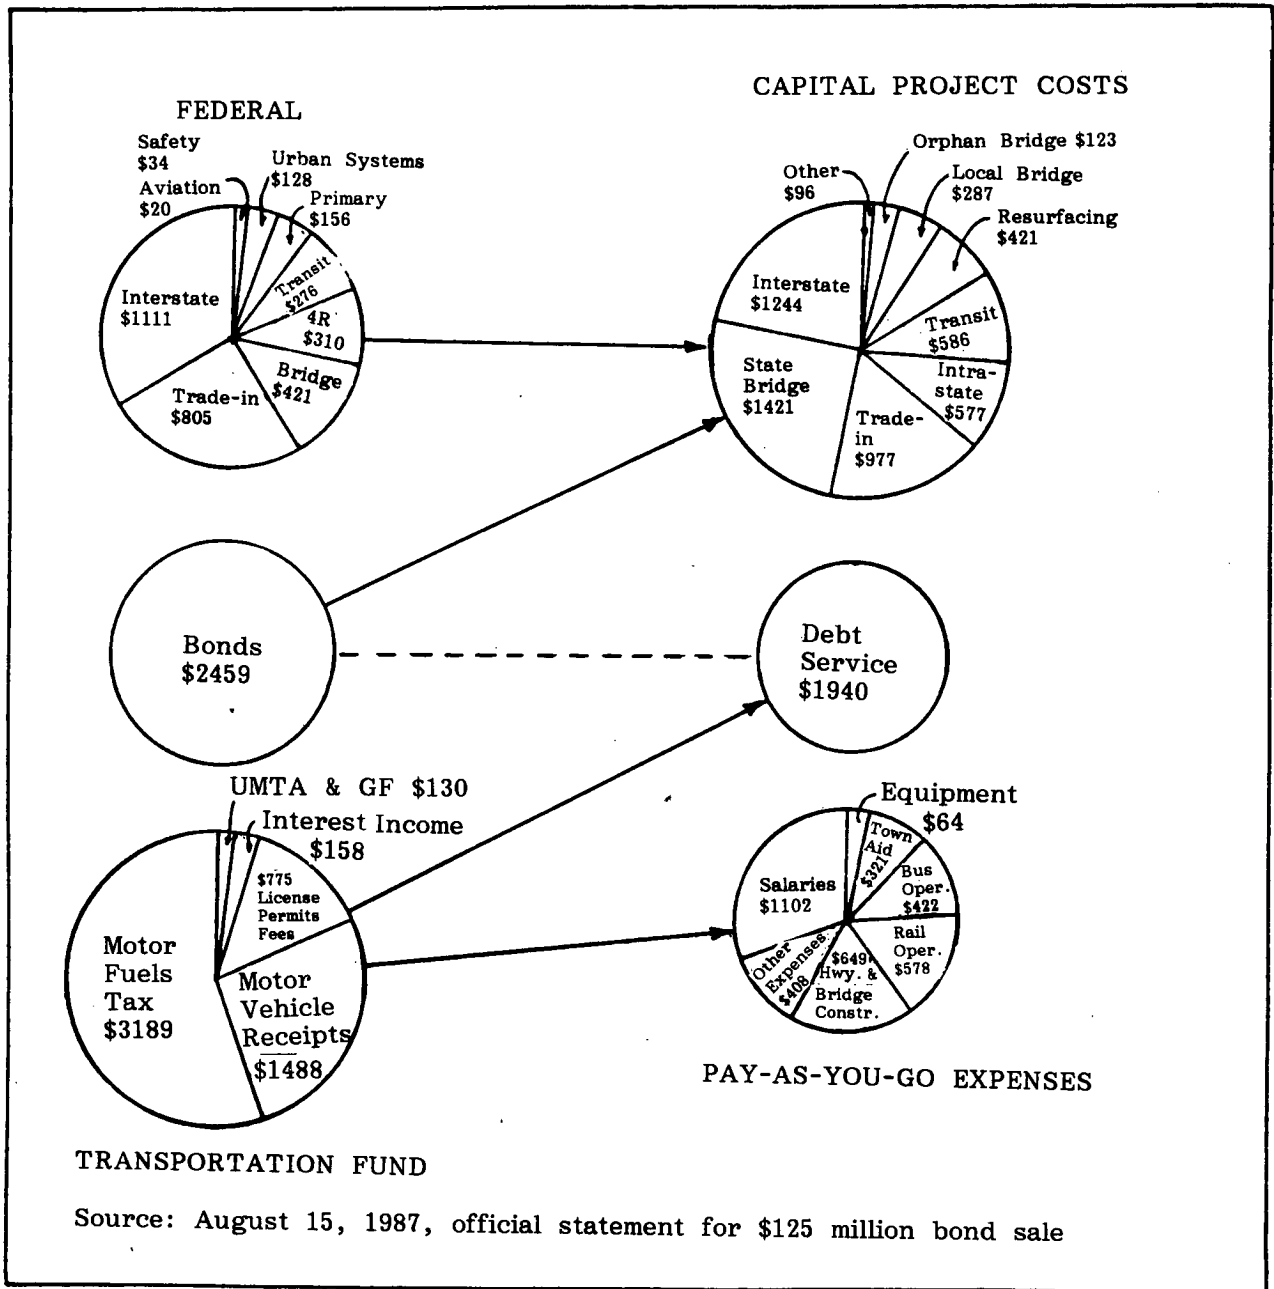 FEDERAL
Safety
$34
Aviation
$20
Urban Systems
$128
Primary
$156
Transit
$276
4R
$310
Bridge
$421
Trade-in
$805
Interstate
$1111
CAPITAL PROJECT COSTS
Other
$96
Orphan Bridge $123
Local Bridge
$287
Resurfacing
$421
Transit
$586
Intra-
state
$577
Trade-
in
$977
State
Bridge
$1421
Interstate
$1244
Bonds
$2459
Debt
Service
$1940
UMTA & GF $130
Interest Income
$158
$775
License
Permits
Fees
Motor
Vehicle
Receipts
$1488
Motor
Fuels
Tax
$3189
TRANSPORTATION FUND
Equipment
$64
Town
Aid
$321
Bus
Oper.
$422
Rail
Oper.
$578
$649
Hwy. &
Bridge
Constr.
Other
Expenses
$408
Salaries
$1102
PAY-AS-YOU-GO EXPENSES
Source: August 15, 1987, official statement for $125 million bond sale